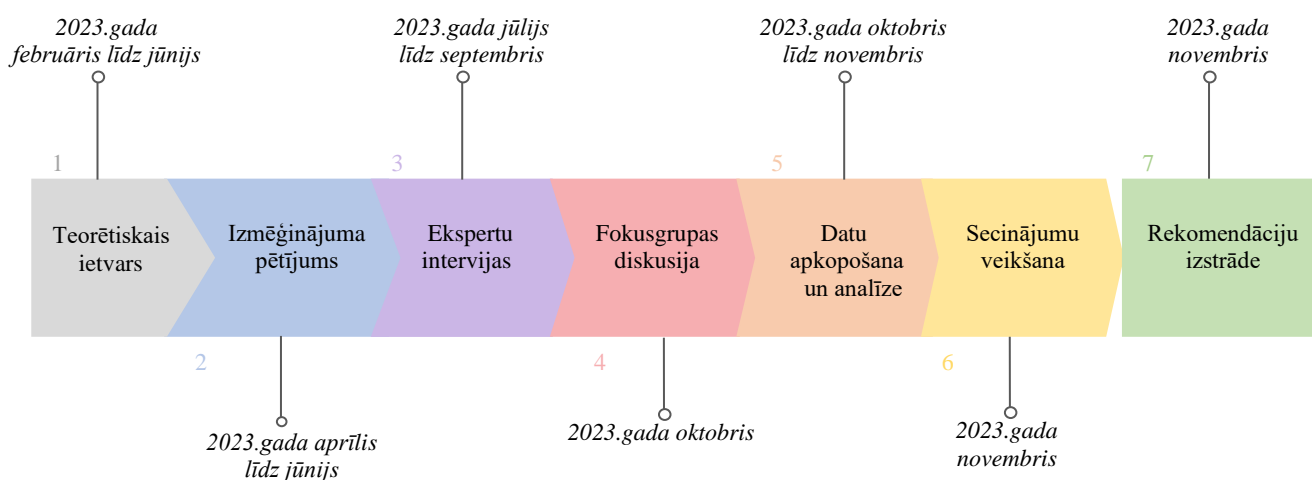 2023.gada
februāris līdz jūnijs
2023.gada jūlijs
līdz septembris
2023.gada oktobris
līdz novembris
2023.gada
novembris
1
3
5
7
Teorētiskais
ietvars
Izmēģinājuma
pētījums
Ekspertu
intervijas
Fokusgrupas
diskusija
Datu
apkopošana
un analīze
Secinājumu
veikšana
Rekomendāciju
izstrāde
2
4
6
2023.gada aprīlis
līdz jūnijs
2023.gada oktobris
2023.gada
novembris